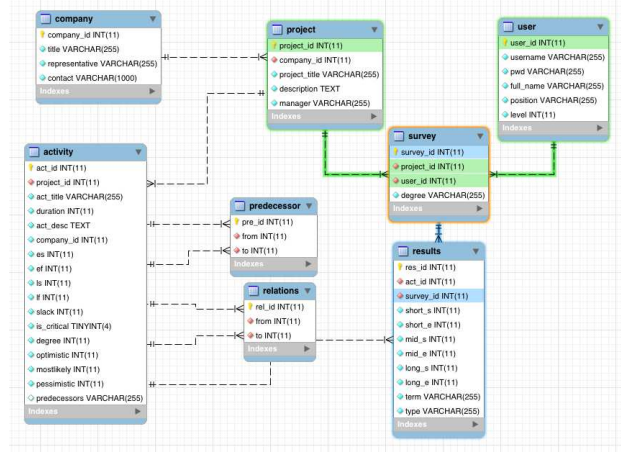 company
company_id INT(11)
title VARCHAR(255)
representative VARCHAR(255)
contact VARCHAR(1000)
Indexes
project
project_id INT(11)
company_id INT(11)
project_title VARCHAR(255)
description TEXT
manager VARCHAR(255)
Indexes
user
user_id INT(11)
username VARCHAR(255)
pwd VARCHAR(255)
full_name VARCHAR(255)
position VARCHAR(255)
level INT(11)
Indexes
survey
survey_id INT(11)
project_id INT(11)
user_id INT(11)
degree VARCHAR(255)
Indexes
activity
act_id INT(11)
project_id INT(11)
act_title VARCHAR(255)
duration INT(11)
act_desc TEXT
company_id INT(11)
es INT(11)
ef INT(11)
ls INT(11)
lf INT(11)
slack INT(11)
is_critical TINYINT(4)
degree INT(11)
optimistic INT(11)
mostlikely INT(11)
pessimistic INT(11)
predecessors VARCHAR(255)
Indexes
predecessor
pre_id INT(11)
from INT(11)
to INT(11)
Indexes
relations
rel_id INT(11)
from INT(11)
to INT(11)
Indexes
results
res_id INT(11)
act_id INT(11)
survey_id INT(11)
short_s INT(11)
short_e INT(11)
mid_s INT(11)
mid_e INT(11)
long_s INT(11)
long_e INT(11)
term VARCHAR(255)
type VARCHAR(255)
Indexes